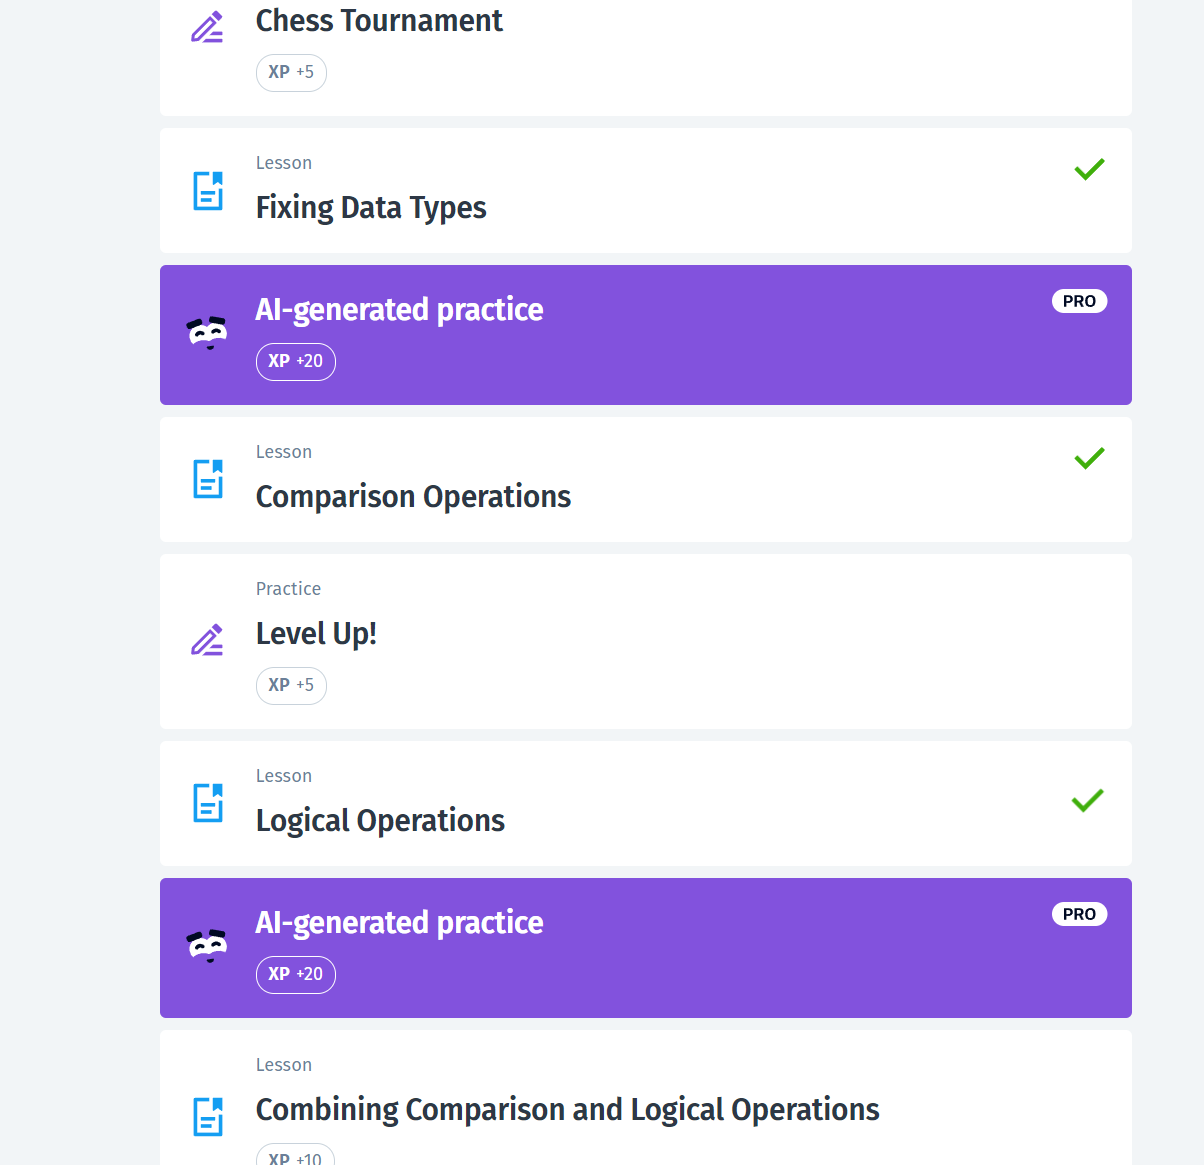 Chess Tournament
XP +5
Lesson
Fixing Data Types
AI-generated practice
PRO
XP +20
Lesson
Comparison Operations
Practice
Level Up!
XP +5
Lesson
Logical Operations
AI-generated practice
PRO
XP +20
Lesson
Combining Comparison and Logical Operations
XP +10